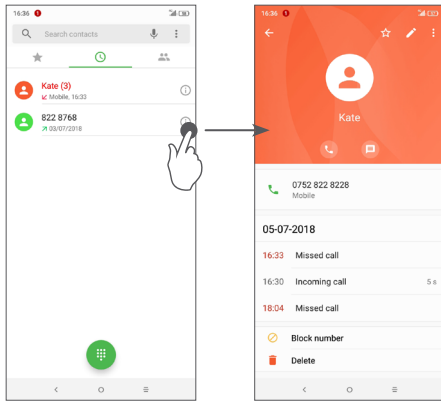 16:36
Search contacts
Kate (3)
Mobile, 16:33
822 8768
03/07/2018
16:36
Kate
0752 822 8228
Mobile
05-07-2018
16:33 Missed call
16:30 Incoming call 5 s
18:04 Missed call
Block number
Delete